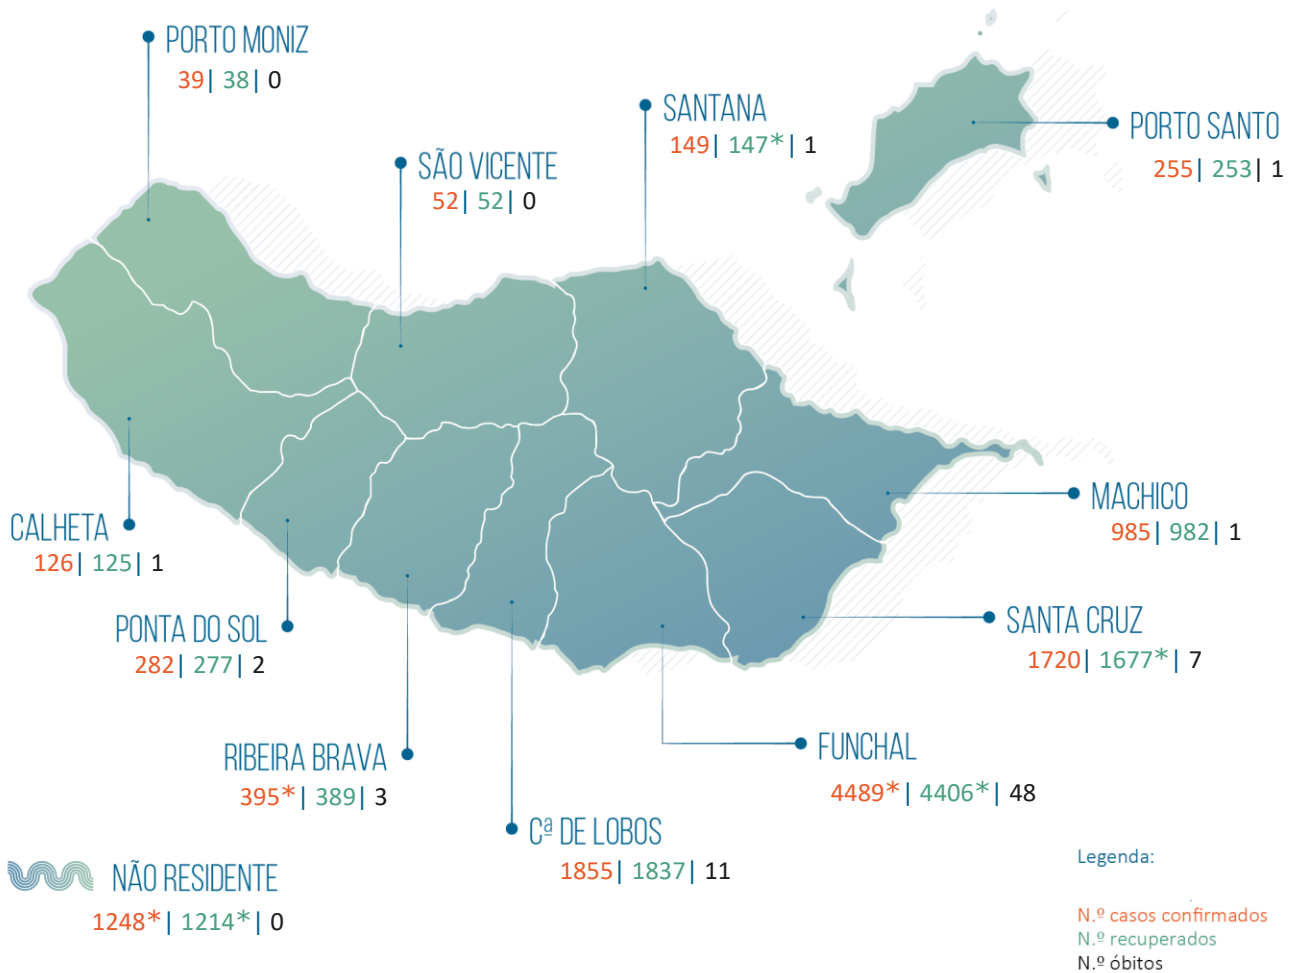 PORTO MONIZ
39| 38| 0
SANTANA
149| 147*| 1
PORTO SANTO
255| 253| 1
SÃO VICENTE
52| 52| 0
MACHICO
985| 982| 1
CALHETA
126| 125| 1
SANTA CRUZ
1720| 1677*| 7
PONTA DO SOL
282| 277| 2
RIBEIRA BRAVA
395*| 389| 3
FUNCHAL
4489*| 4406*| 48
Cª DE LOBOS
1855| 1837| 11
NÃO RESIDENTE
1248*| 1214*| 0
Legenda:
N.º casos confirmados
N.º recuperados
N.º óbitos